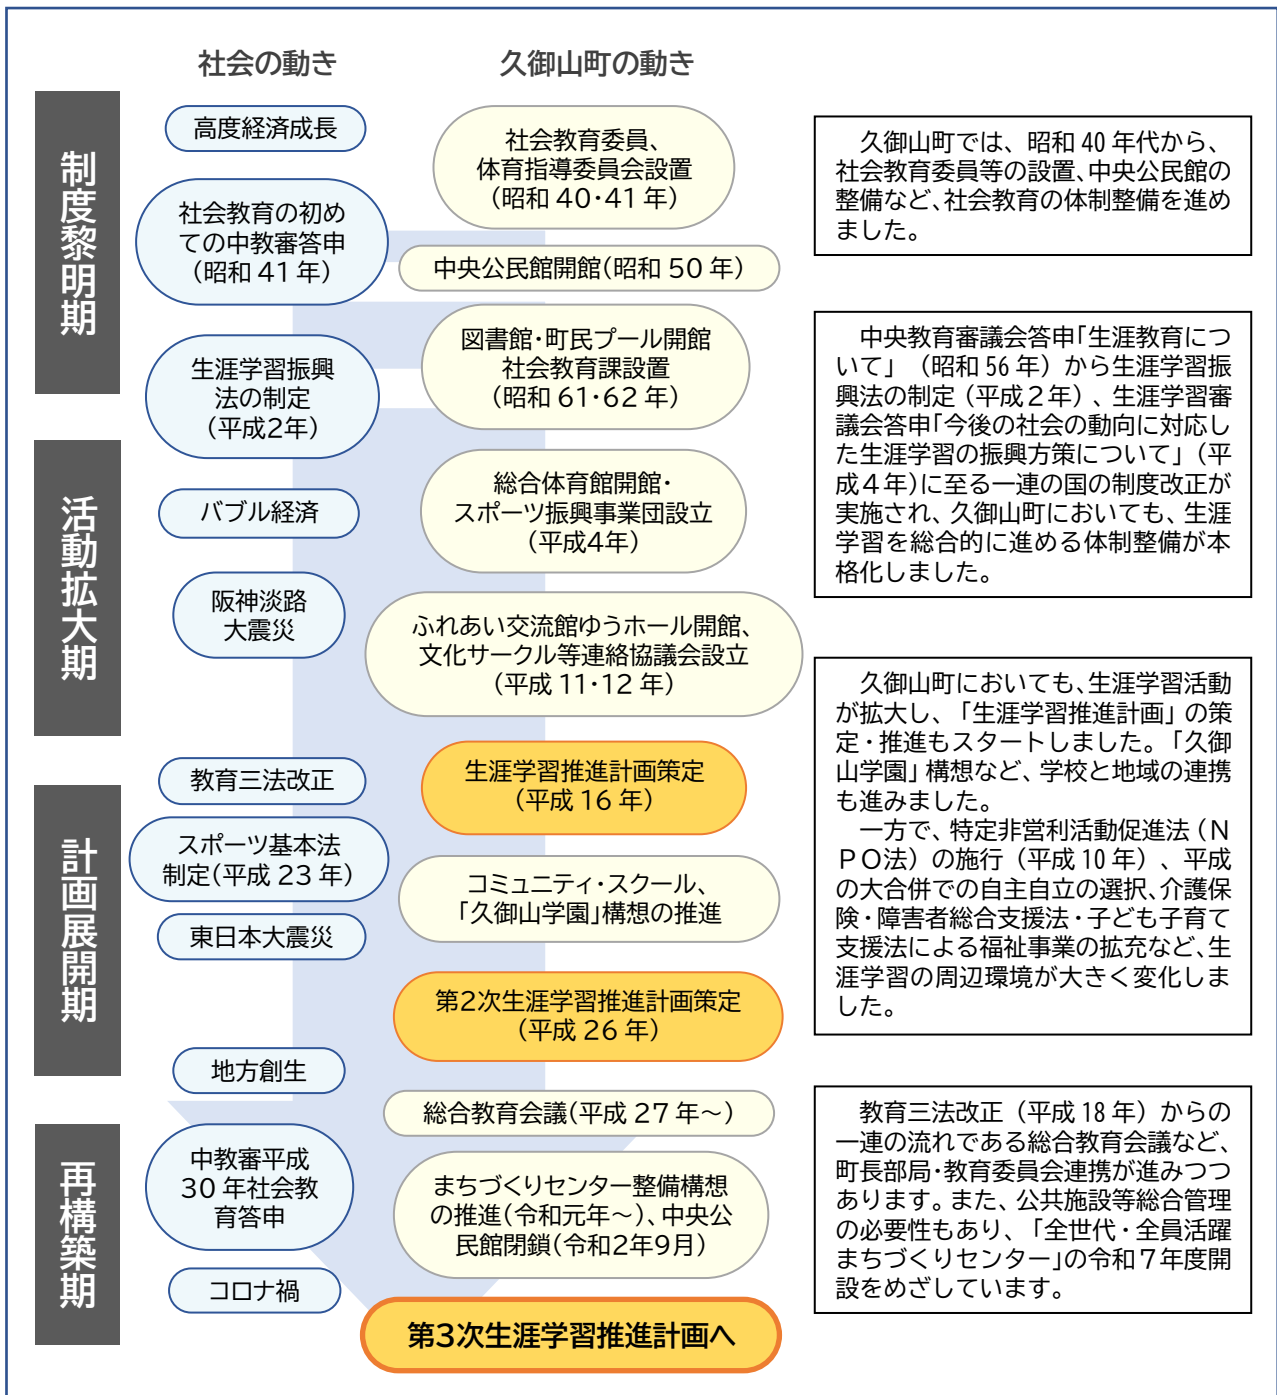 社会の動き
久御山町の動き
制度黎明期
高度経済成長
社会教育の初め
ての中教審答申
（昭和 41 年）
生涯学習振興
法の制定
（平成2年）
社会教育委員、
体育指導委員会設置
（昭和 40・41 年）
中央公民館開館（昭和 50 年）
図書館・町民プール開館
社会教育課設置
（昭和 61・62 年）
久御山町では、昭和 40 年代から、
社会教育委員等の設置、中央公民館の
整備など、社会教育の体制整備を進め
ました。
中央教育審議会答申「生涯教育につ
いて」（昭和 56 年）から生涯学習振
興法の制定（平成２年）、生涯学習審
議会答申「今後の社会の動向に対応し
た生涯学習の振興方策について」（平
成４年）に至る一連の国の制度改正が
実施され、久御山町においても、生涯
学習を総合的に進める体制整備が本
格化しました。
活動拡大期
バブル経済
阪神淡路
大震災
総合体育館開館・
スポーツ振興事業団設立
（平成4年）
ふれあい交流館ゆうホール開館、
文化サークル等連絡協議会設立
（平成 11・12 年）
久御山町においても、生涯学習活動
が拡大し、「生涯学習推進計画」の策
定・推進もスタートしました。「久御
山学園」構想など、学校と地域の連携
も進みました。
一方で、特定非営利活動促進法（Ｎ
ＰＯ法）の施行（平成 10 年）、平成
の大合併での自主自立の選択、介護保
険・障害者総合支援法・子ども子育て
支援法による福祉事業の拡充など、生
涯学習の周辺環境が大きく変化しま
した。
計画展開期
教育三法改正
スポーツ基本法
制定（平成 23 年）
東日本大震災
地方創生
生涯学習推進計画策定
（平成 16 年）
コミュニティ・スクール、
「久御山学園」構想の推進
第2次生涯学習推進計画策定
（平成 26 年）
総合教育会議（平成 27 年～）
再構築期
中教審平成
30 年社会教
育答申
コロナ禍
まちづくりセンター整備構想
の推進（令和元年～）、中央公
民館閉鎖（令和2年9月）
教育三法改正（平成 18 年）からの
一連の流れである総合教育会議など、
町長部局・教育委員会連携が進みつつ
あります。また、公共施設等総合管理
の必要性もあり、「全世代・全員活躍
まちづくりセンター」の令和７年度開
設をめざしています。
第3次生涯学習推進計画へ